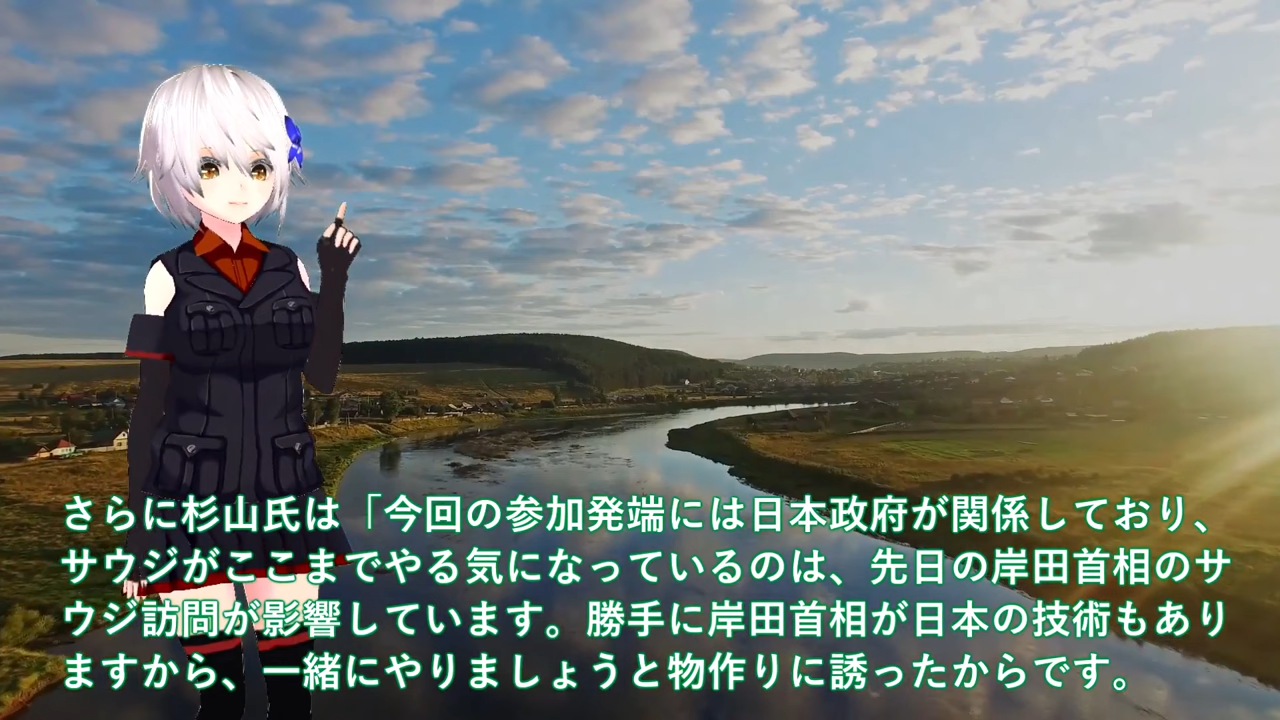 さらに杉山氏は「今回の参加発端には日本政府が関係しており、
サウジがここまでやる気になっているのは、先日の岸田首相のサ
ウジ訪問が影響しています。勝手に岸田首相が日本の技術もあり
ますから、一緒にやりましょうと物作りに誘ったからです。